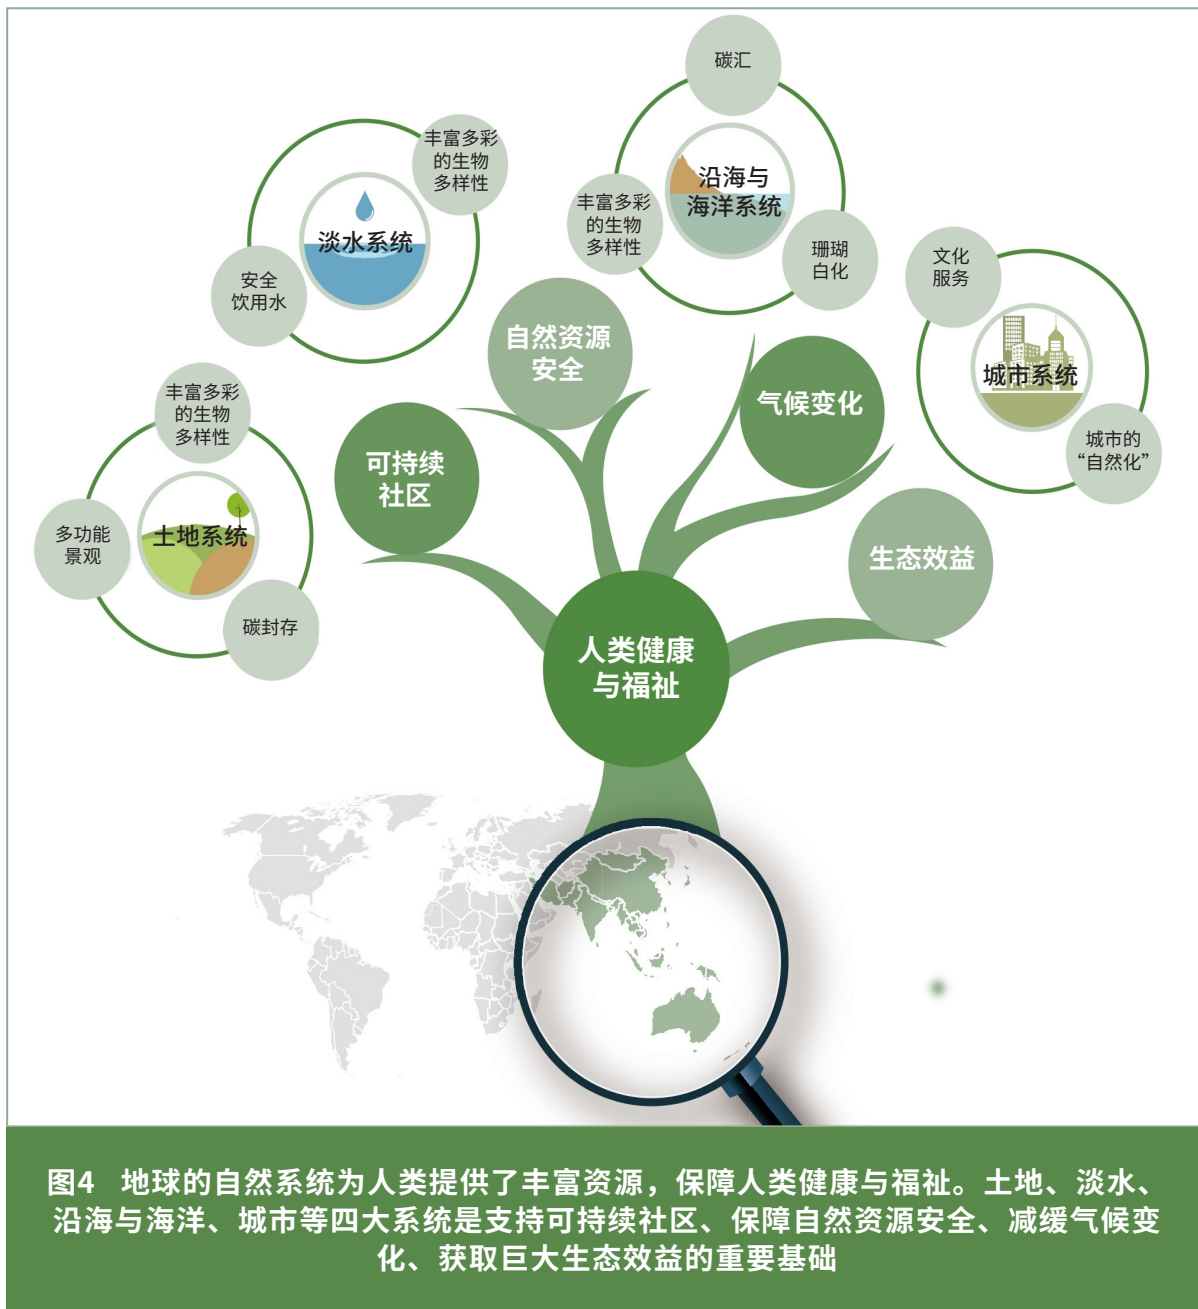 碳汇
丰富多彩
的生物
多样性
沿海与
海洋系统
珊瑚
白化
丰富多彩
的生物
多样性
淡水系统
安全
饮用水
文化
服务
城市系统
城市的
“自然化”
丰富多彩
的生物
多样性
多功能
景观
土地系统
碳封存
自然资源
安全
可持续
社区
气候变化
生态效益
人类健康
与福祉
图4 地球的自然系统为人类提供了丰富资源，保障人类健康与福祉。土地、淡水、
沿海与海洋、城市等四大系统是支持可持续社区、保障自然资源安全、减缓气候变
化、获取巨大生态效益的重要基础